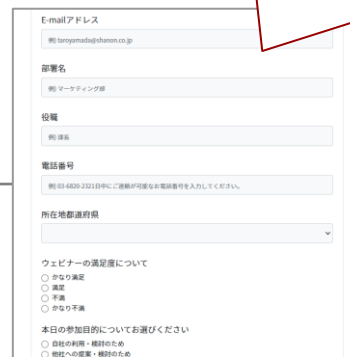 E-mailアドレス
例) taroyamada@shanon.co.jp
部署名
例) マーケティング部
役職
例) 課長
電話番号
例) 03-6820-2321日中にご連絡が可能なお電話番号を入力してください。
所在地都道府県
ウェビナーの満足度について
かなり満足
満足
不満
かなり不満
本日の参加目的についてお選びください
自社の利用・検討のため
他社への提案・検討のため